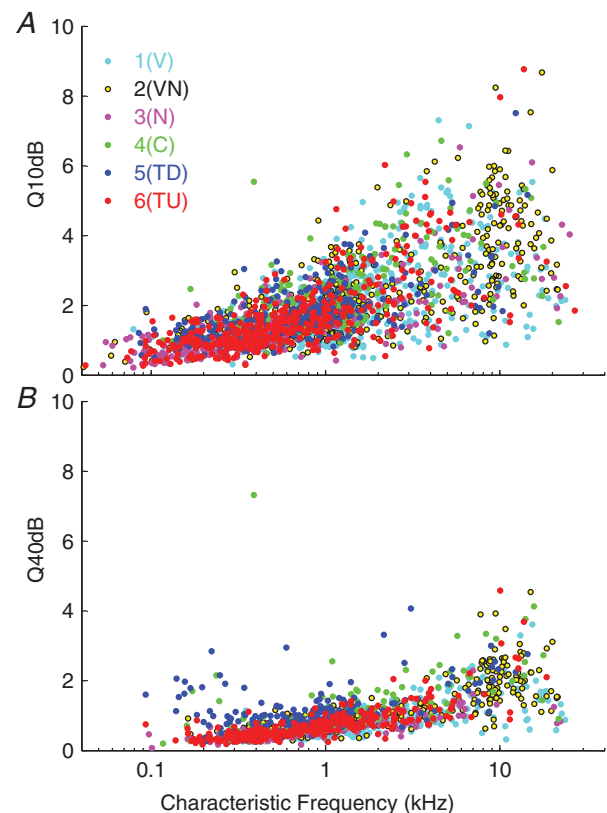 A
10
8
6
4
2
0
Q10dB
1(V)
2(VN)
3(N)
4(C)
5(TD)
6(TU)
B
10
8
6
4
2
0
Q40dB
0.1 1 10
Characteristic Frequency (kHz)